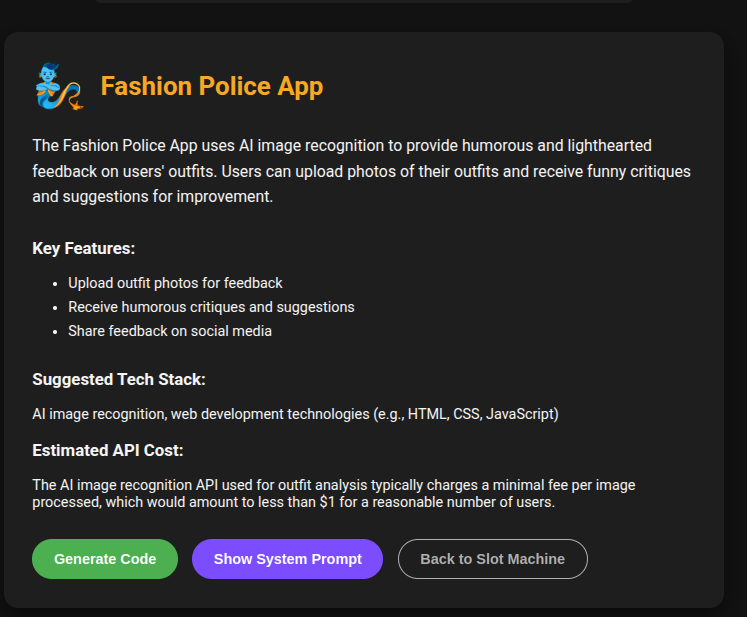 Fashion Police App
The Fashion Police App uses AI image recognition to provide humorous and lighthearted
feedback on users' outfits. Users can upload photos of their outfits and receive funny critiques
and suggestions for improvement.
Key Features:
• Upload outfit photos for feedback
• Receive humorous critiques and suggestions
• Share feedback on social media
Suggested Tech Stack:
AI image recognition, web development technologies (e.g., HTML, CSS, JavaScript)
Estimated API Cost:
The AI image recognition API used for outfit analysis typically charges a minimal fee per image
processed, which would amount to less than $1 for a reasonable number of users.
Generate Code
Show System Prompt
Back to Slot Machine